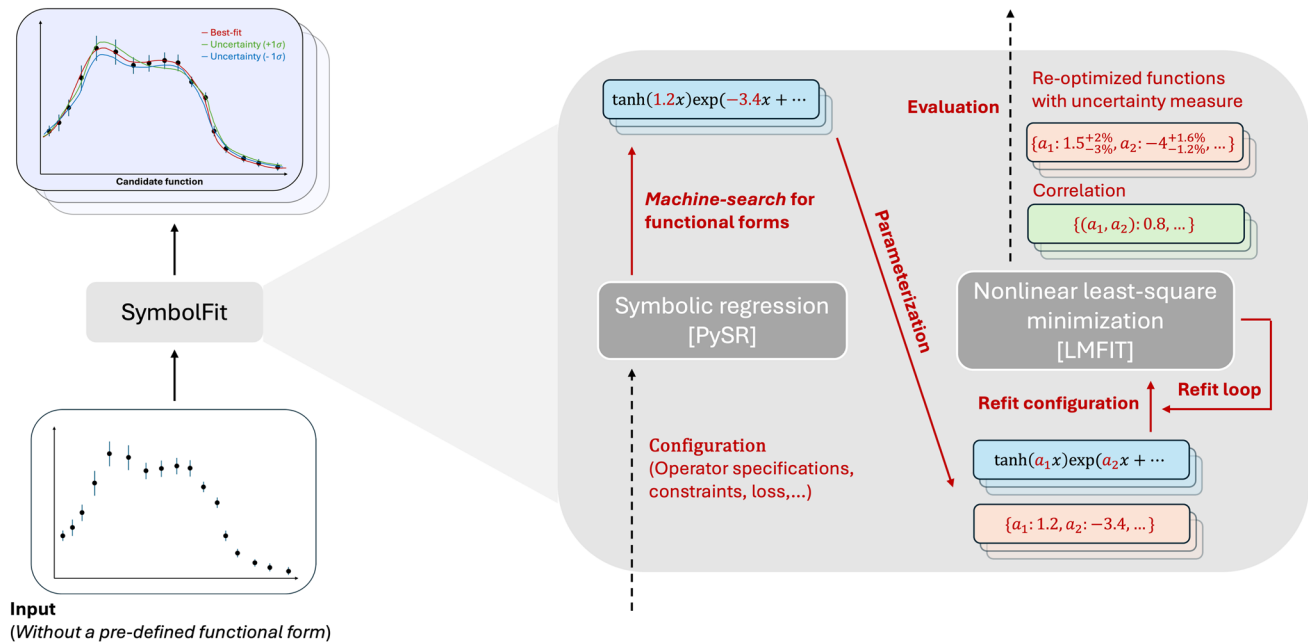 Best-fit
Uncertainty (+1σ)
Uncertainty (- 1σ)
Candidate function
SymbolFit
Input
(Without a pre-defined functional form)
tanh(1.2x)exp(−3.4x + ⋯
Machine-search for
functional forms
Symbolic regression
[PySR]
Configuration
(Operator specifications,
constraints, loss,...)
Parameterization
Evaluation
Re-optimized functions
with uncertainty measure
{a₁: 1.5⁺²%₋₃%, a₂: −4⁺¹·⁶%₋₁.₂%, … }
Correlation
{(a₁, a₂): 0.8, … }
Nonlinear least-square
minimization
[LMFIT]
Refit configuration
Refit loop
tanh(a₁x)exp(a₂x + ⋯
{a₁: 1.2, a₂: −3.4, … }